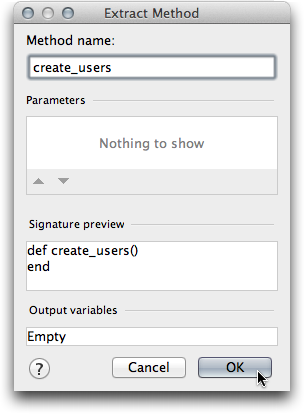 Extract Method
Method name:
create_users
Parameters
Nothing to show
Signature preview
def create_users()
end
Output variables
Empty
?
Cancel
OK